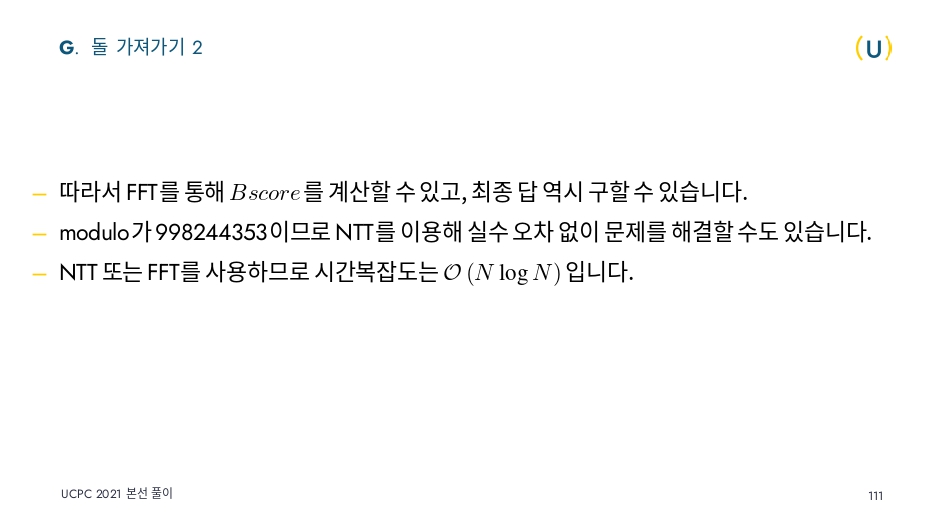 G. 돌 가져가기 2
(U)
– 따라서 FFT를 통해 Bscore를 계산할 수 있고, 최종 답 역시 구할 수 있습니다.
– modulo가 998244353이므로 NTT를 이용해 실수 오차 없이 문제를 해결할 수도 있습니다.
– NTT 또는 FFT를 사용하므로 시간복잡도는 𝒪 (N log N) 입니다.
UCPC 2021 본선 풀이
111